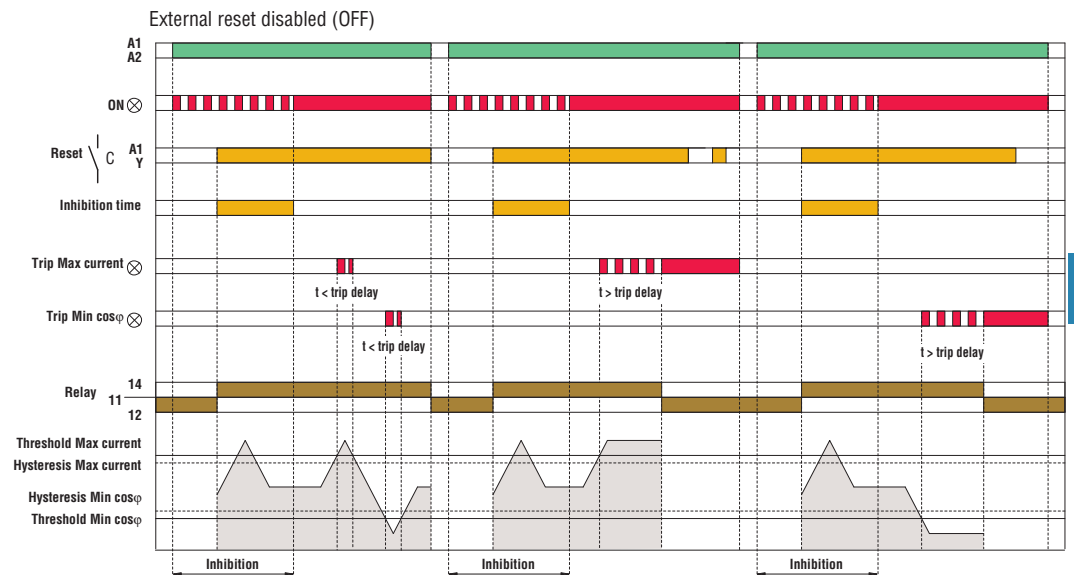 External reset disabled (OFF)
A1
A2
ON
Reset C A1
Y
Inhibition time
Trip Max current
t < trip delay t > trip delay
Trip Min cosφ
t < trip delay t > trip delay
Relay 14
11
12
Threshold Max current
Hysteresis Max current
Hysteresis Min cosφ
Threshold Min cosφ
Inhibition Inhibition Inhibition